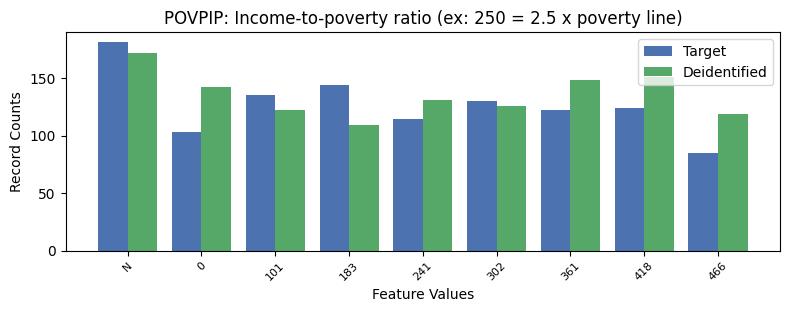 POVPIP: Income-to-poverty ratio (ex: 250 = 2.5 x poverty line)
Target
Deidentified
Record Counts
150
100
50
0
N 0 101 183 241 302 361 418 466
Feature Values